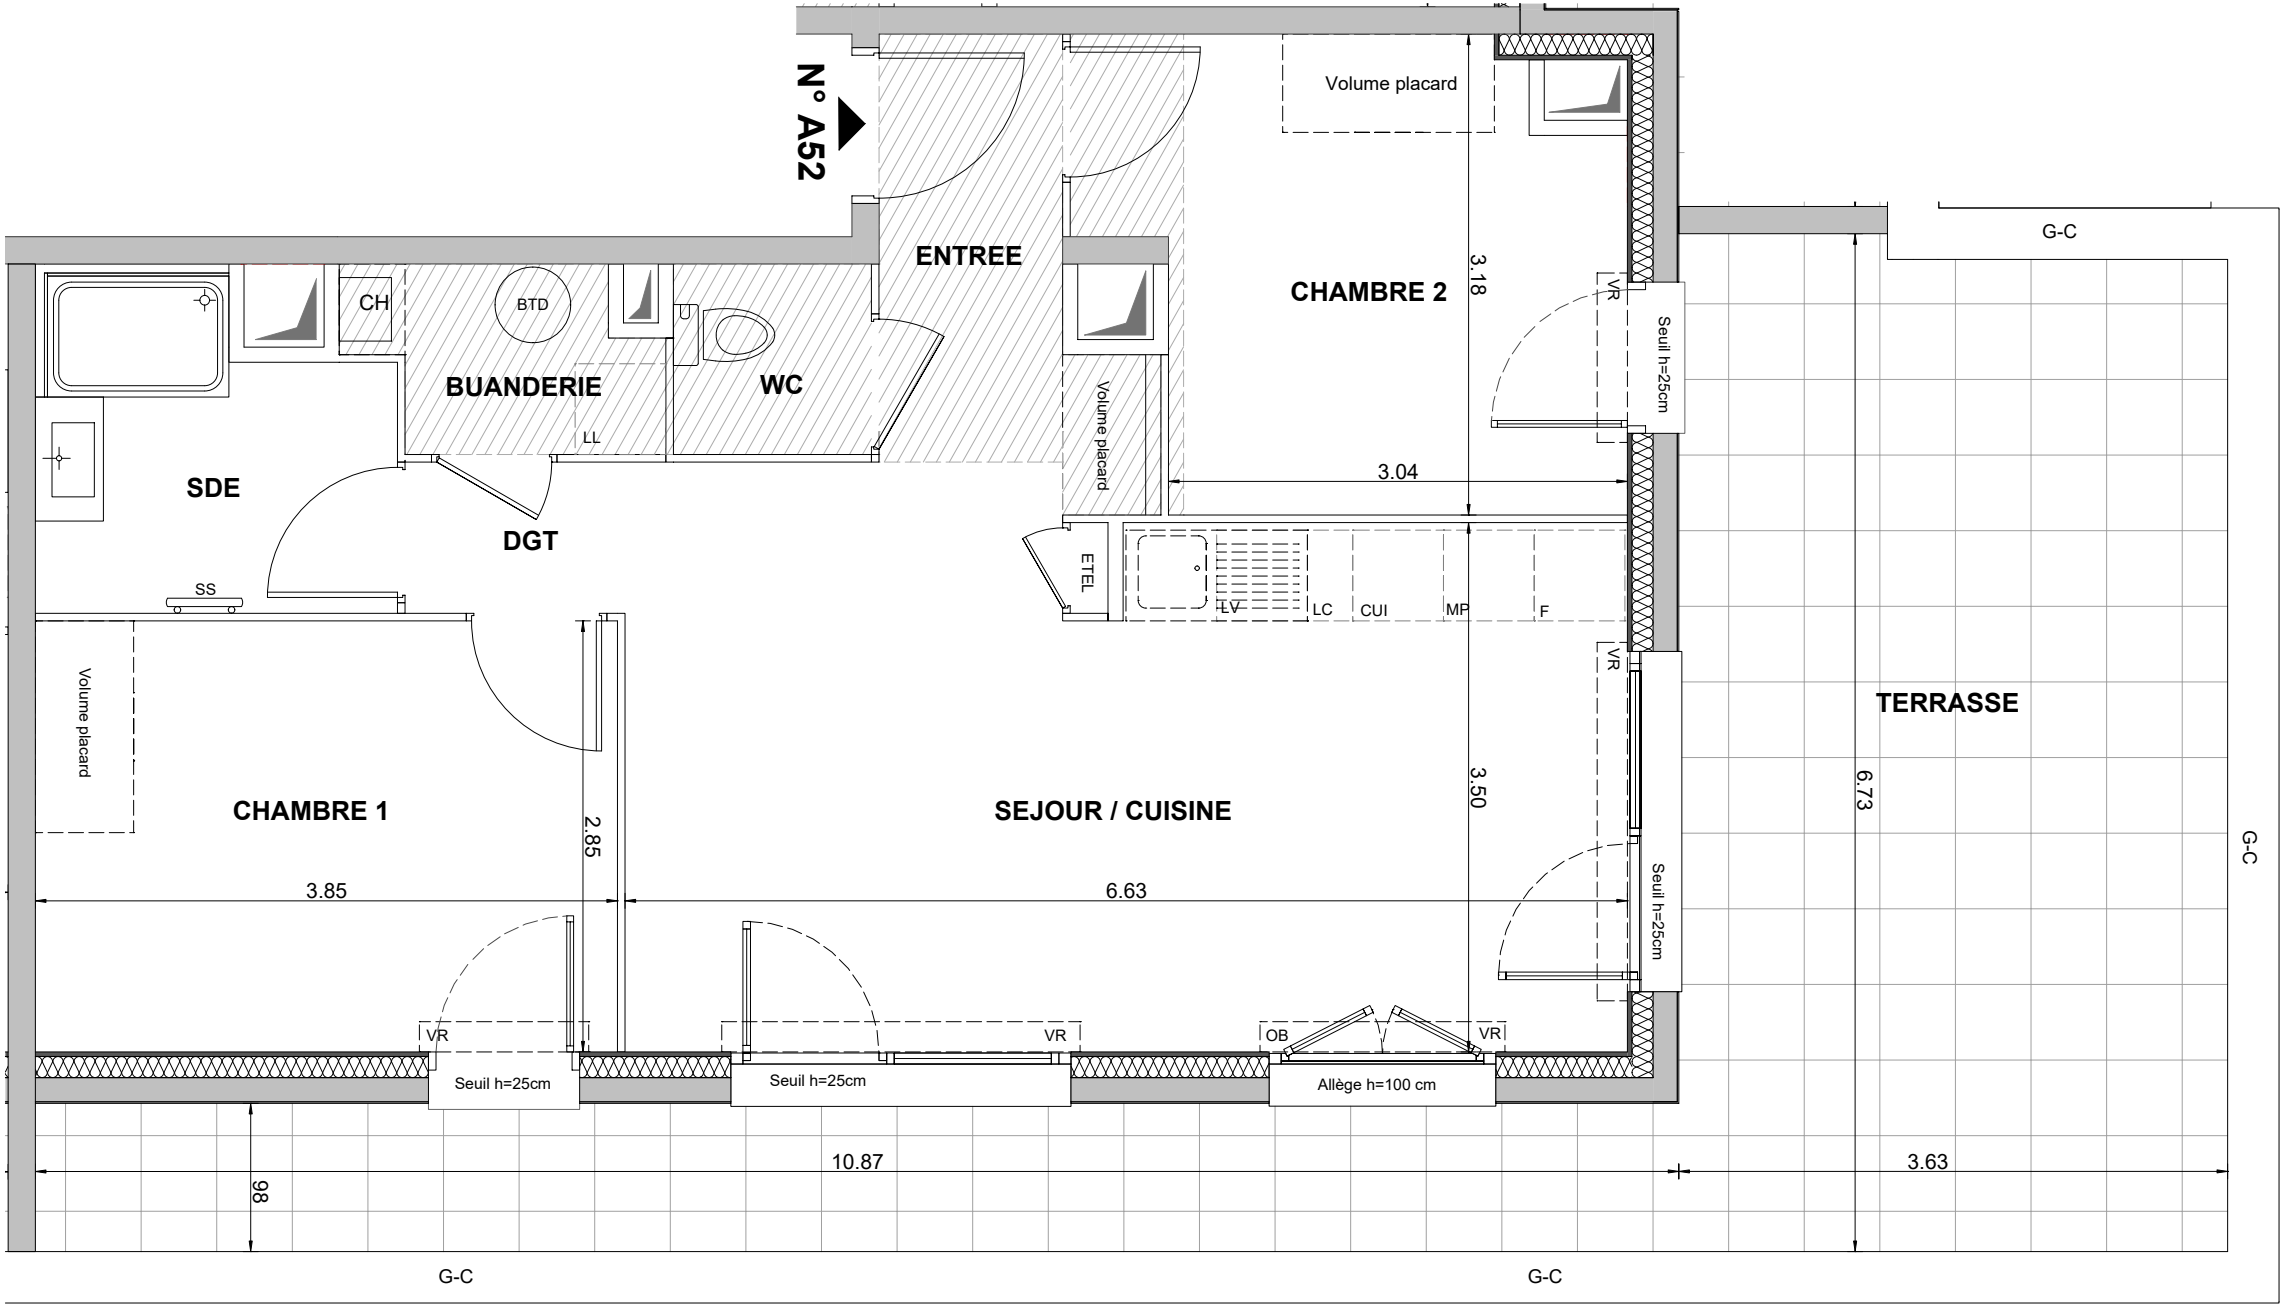 N° A52
Volume placard
ENTREE
G-C
CHAMBRE 2
3.18
VR
Seuil h=25cm
CH
BTD
BUANDERIE
WC
LL
Volume placard
3.04
SDE
DGT
SS
ETEL
LV
LC
CUI
MP
F
VR
Volume placard
TERRASSE
CHAMBRE 1
2.85
SEJOUR / CUISINE
3.50
6.73
G-C
3.85
6.63
Seuil h=25cm
VR
VR
OB
VR
Seuil h=25cm
Seuil h=25cm
Allège h=100 cm
10.87
3.63
98
G-C
G-C